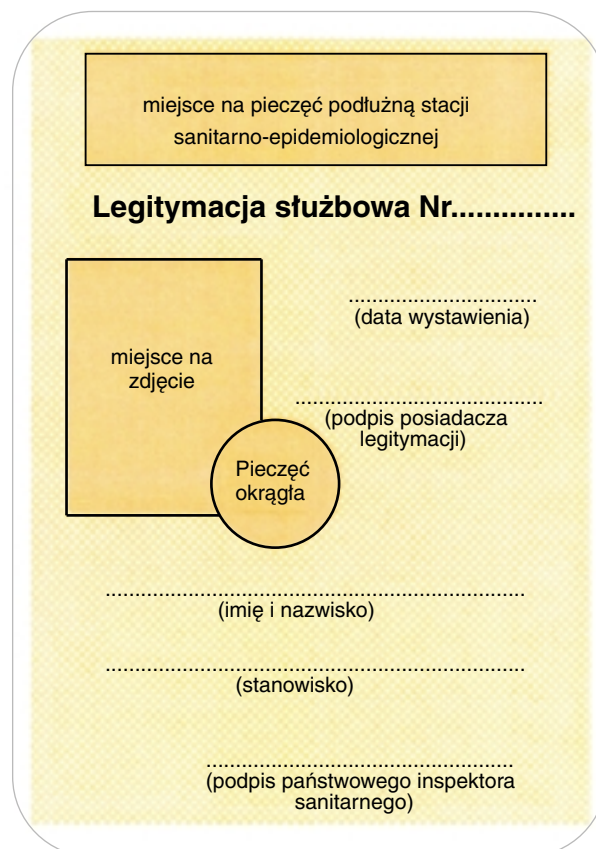 miejsce na pieczęć podłużną stacji
sanitarno-epidemiologicznej
Legitymacja służbowa Nr...............
..................................
(data wystawienia)
miejsce na
zdjęcie
.............................................
(podpis posiadacza
legitymacji)
Pieczęć
okrągła
............................................................................
(imię i nazwisko)
............................................................................
(stanowisko)
........................................................
(podpis państwowego inspektora
sanitarnego)